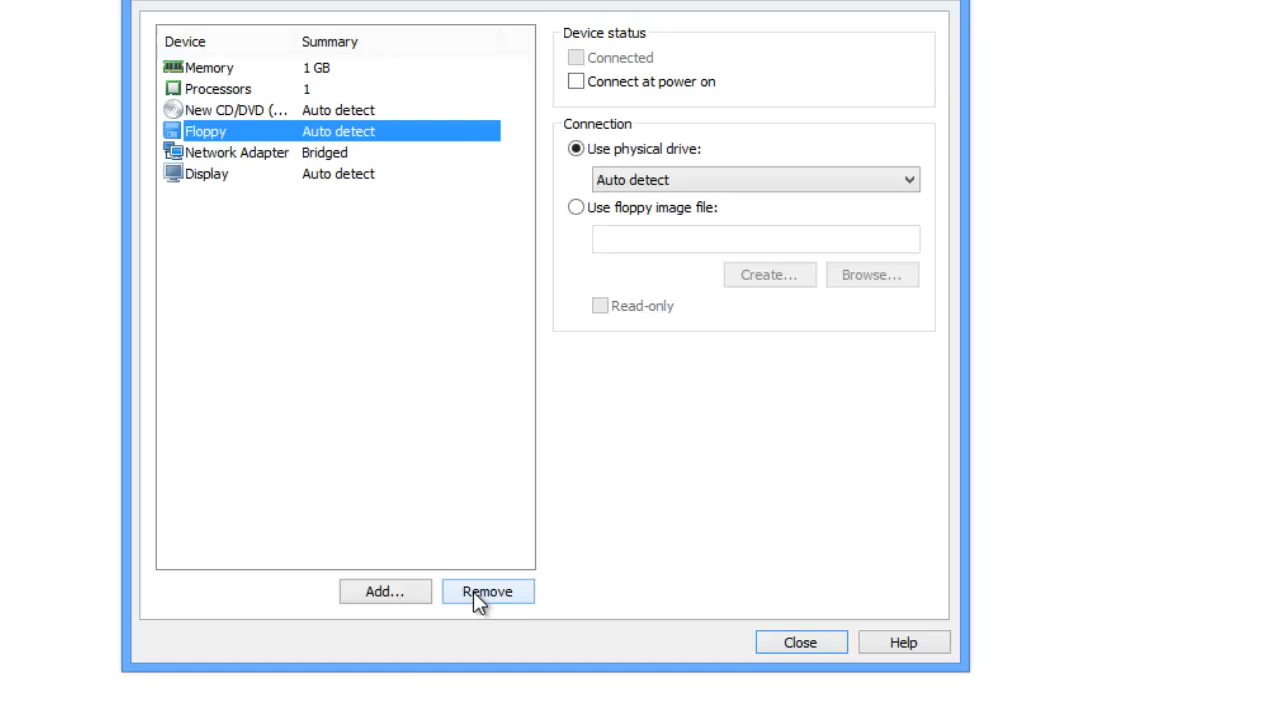 Device Summary
Memory 1 GB
Processors 1
New CD/DVD (... Auto detect
Floppy Auto detect
Network Adapter Bridged
Display Auto detect
Add... Remove
Device status
Connected
Connect at power on
Connection
Use physical drive:
Auto detect
Use floppy image file:
Create... Browse...
Read-only
Close Help